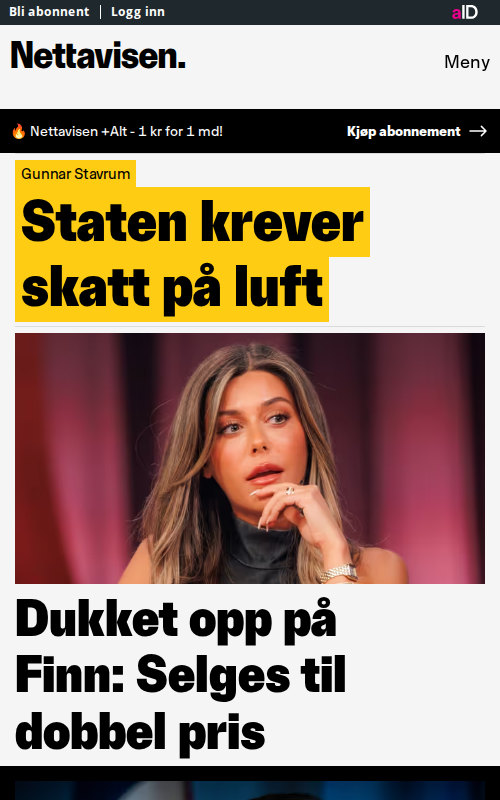 Bli abonnent | Logg inn
aID
Nettavisen.
Meny
🔥 Nettavisen +Alt - 1 kr for 1 md!
Kjøp abonnement →
Gunnar Stavrum
Staten krever
skatt på luft
Dukket opp på
Finn: Selges til
dobbel pris